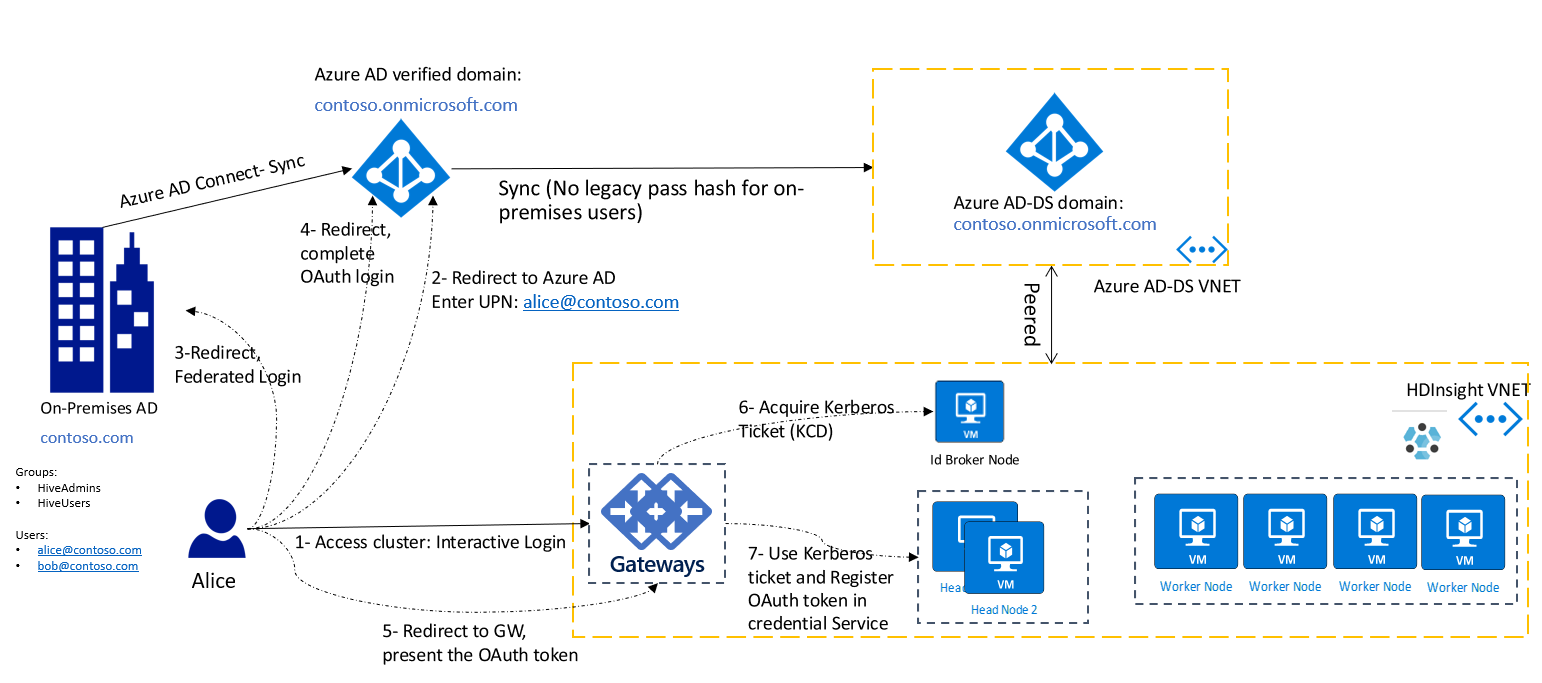 Azure AD verified domain:
contoso.onmicrosoft.com
Azure AD Connect- Sync
Sync (No legacy pass hash for on-
premises users)
Azure AD-DS domain:
contoso.onmicrosoft.com
Azure AD-DS VNET
Peered
4- Redirect,
complete
OAuth login
2- Redirect to Azure AD
Enter UPN: alice@contoso.com
3-Redirect,
Federated Login
On-Premises AD
contoso.com
Groups:
• HiveAdmins
• HiveUsers
Users:
• alice@contoso.com
• bob@contoso.com
Alice
1- Access cluster: Interactive Login
5- Redirect to GW,
present the OAuth token
Gateways
6- Acquire Kerberos
Ticket (KCD)
VM
Id Broker Node
7- Use Kerberos
ticket and Register
OAuth token in
credential Service
Head
VM
Head Node 2
HDInsight VNET
VM
Worker Node
VM
Worker Node
VM
Worker Node
VM
Worker Node